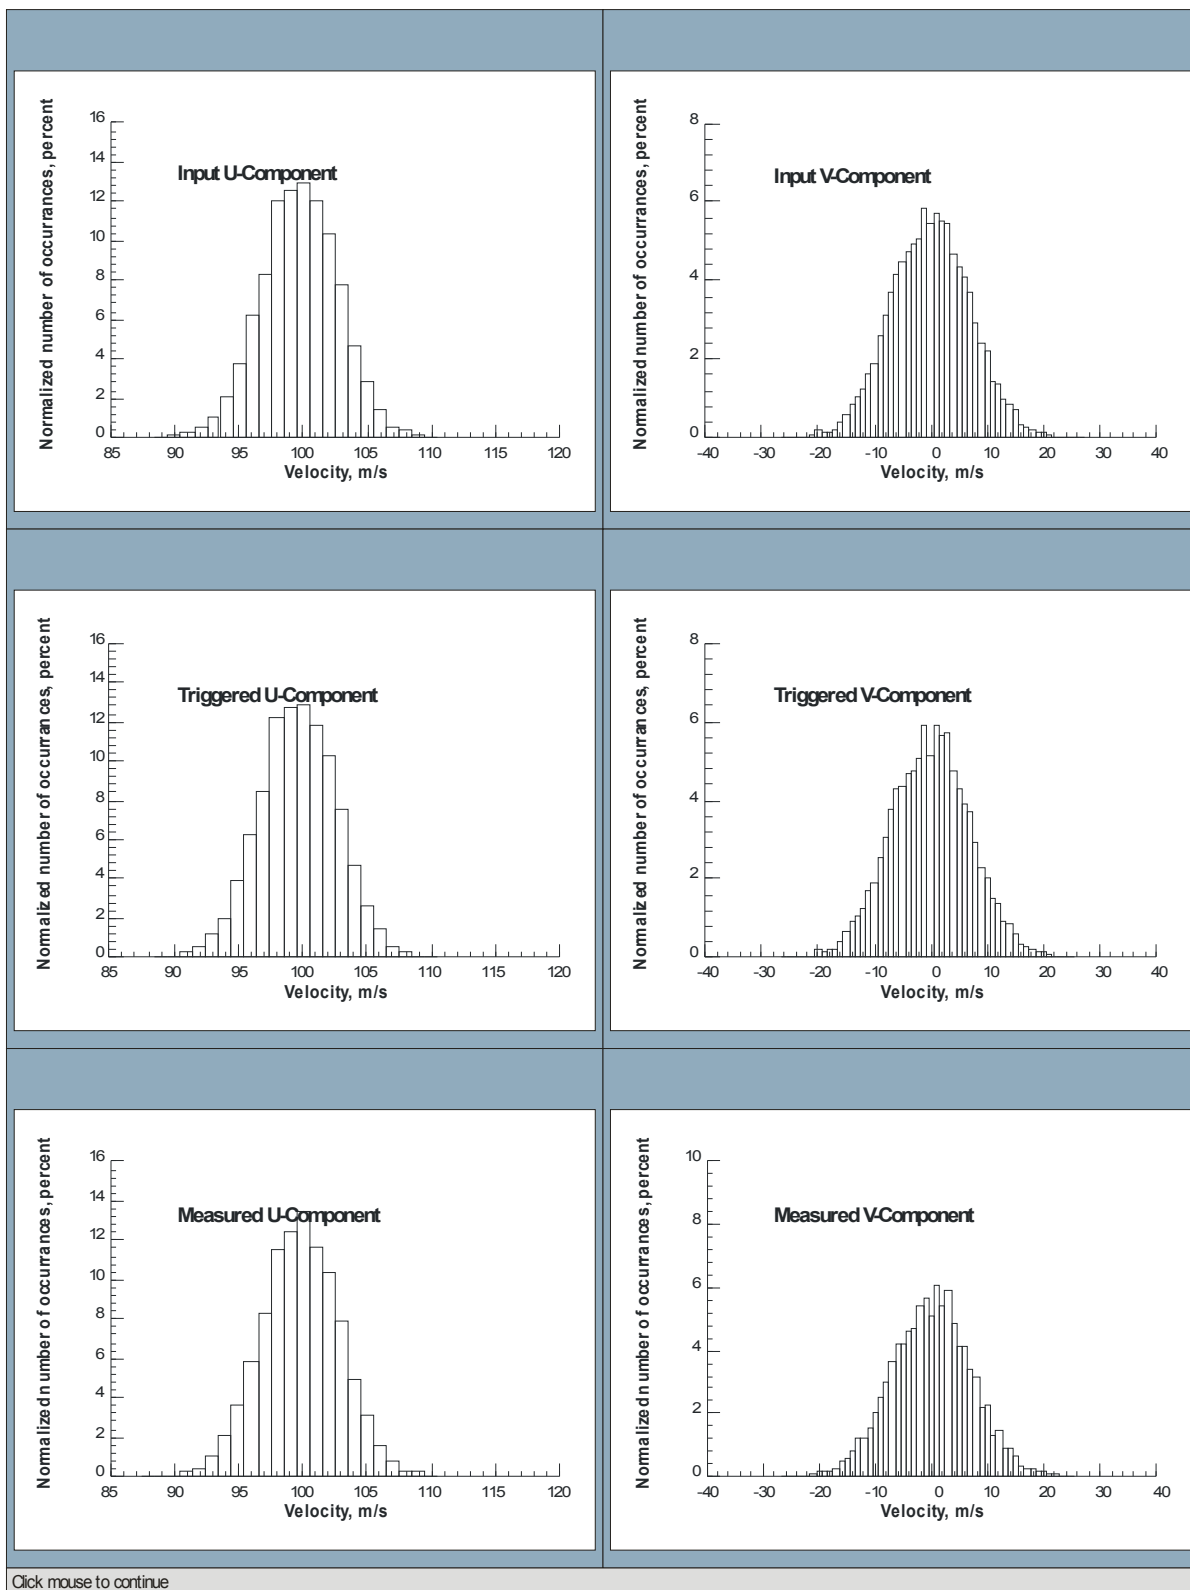 Normalized number of occurrances, percent
16
14
12
10
8
6
4
2
0
Input U-Component
85 90 95 100 105 110 115 120
Velocity, m/s
Normalized number of occurrances, percent
8
6
4
2
0
Input V-Component
-40 -30 -20 -10 0 10 20 30 40
Velocity, m/s
Normalized number of occurrances, percent
16
14
12
10
8
6
4
2
0
Triggered U-Component
85 90 95 100 105 110 115 120
Velocity, m/s
Normalized number of occurrances, percent
8
6
4
2
0
Triggered V-Component
-40 -30 -20 -10 0 10 20 30 40
Velocity, m/s
Normalized number of occurrances, percent
16
14
12
10
8
6
4
2
0
Measured U-Component
85 90 95 100 105 110 115 120
Velocity, m/s
Normalized number of occurrances, percent
10
8
6
4
2
0
Measured V-Component
-40 -30 -20 -10 0 10 20 30 40
Velocity, m/s
Click mouse to continue